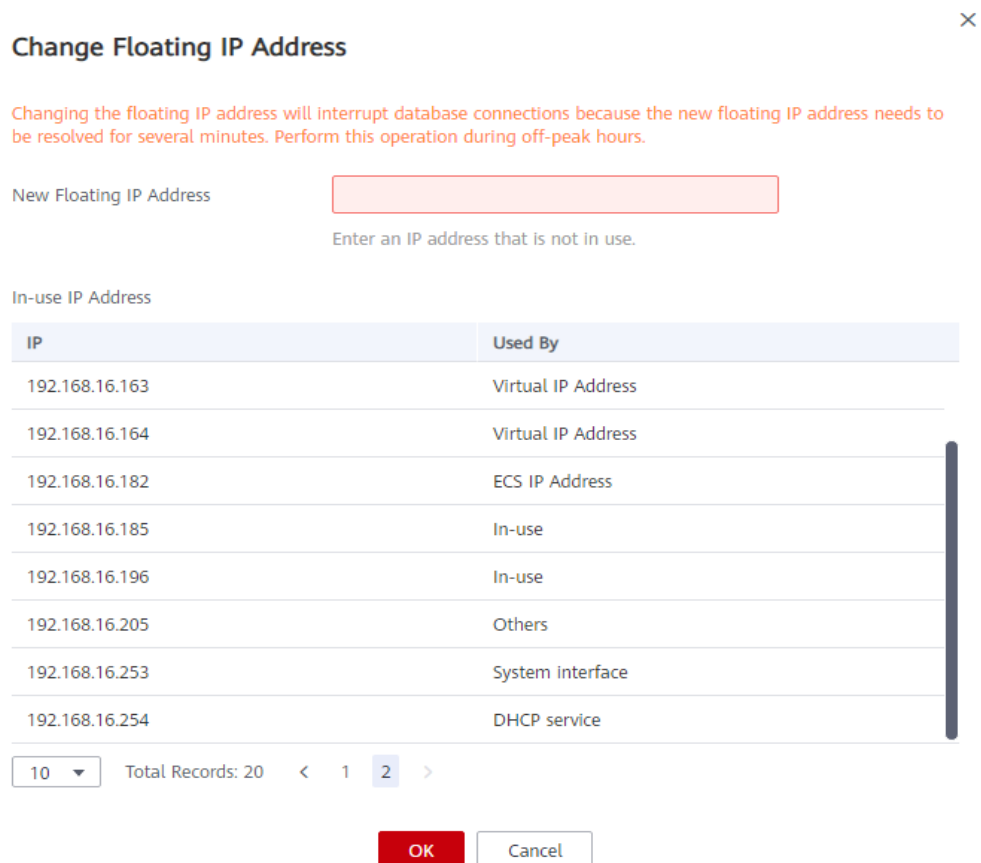 Change Floating IP Address
Changing the floating IP address will interrupt database connections because the new floating IP address needs to
be resolved for several minutes. Perform this operation during off-peak hours.
New Floating IP Address
Enter an IP address that is not in use.
In-use IP Address
IP Used By
192.168.16.163 Virtual IP Address
192.168.16.164 Virtual IP Address
192.168.16.182 ECS IP Address
192.168.16.185 In-use
192.168.16.196 In-use
192.168.16.205 Others
192.168.16.253 System interface
192.168.16.254 DHCP service
10 Total Records: 20 < 1 2 >
OK Cancel